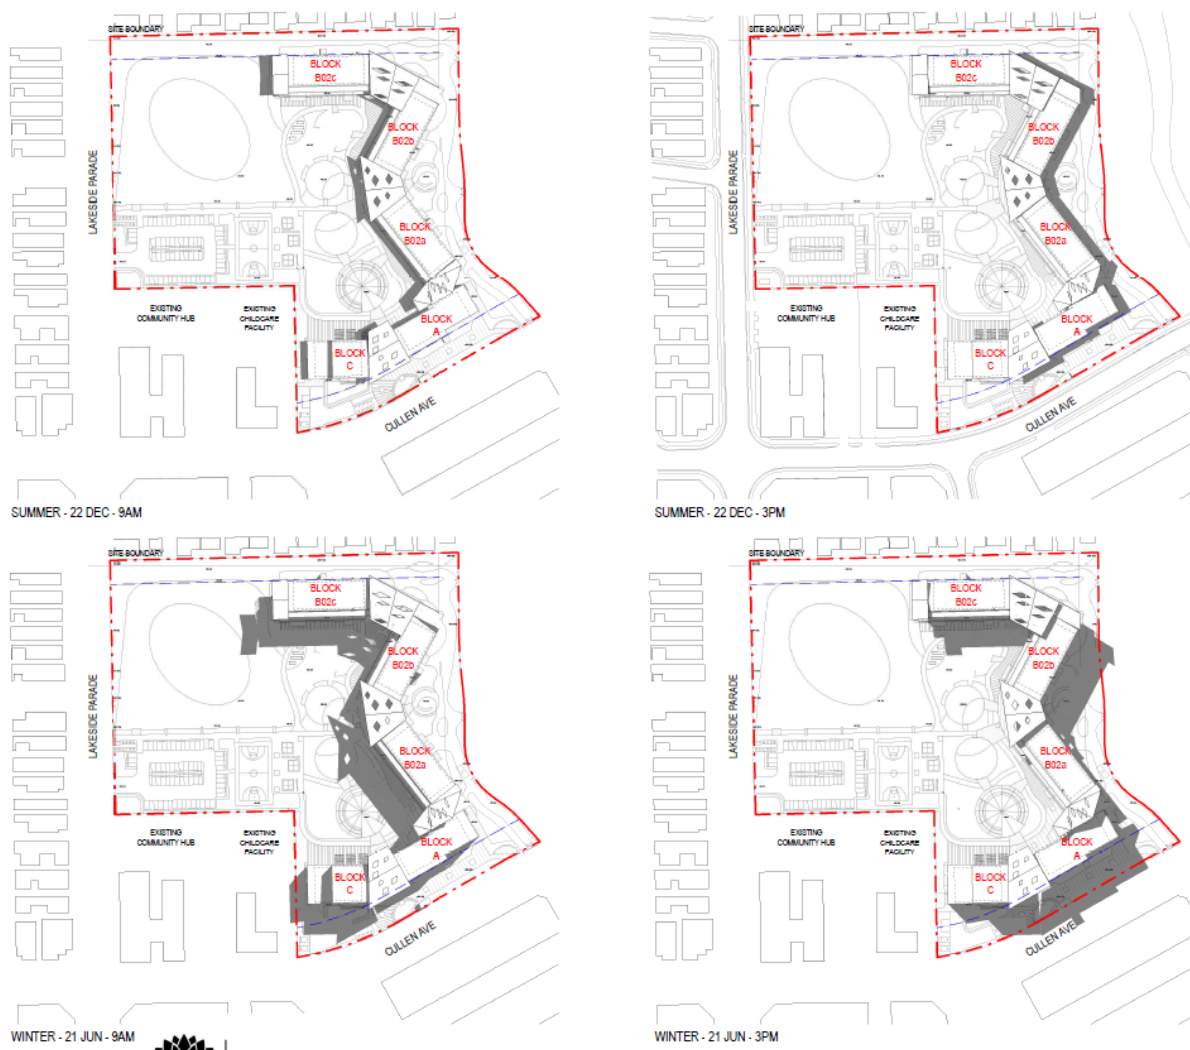 SITE BOUNDARY
BLOCK
B02c
BLOCK
B02b
LAKESIDE PARADE
BLOCK
B02a
EXISTING
COMMUNITY HUB
EXISTING
CHILDCARE
FACILITY
BLOCK
A
BLOCK
C
CULLEN AVE
SUMMER - 22 DEC - 9AM
SITE BOUNDARY
BLOCK
B02c
BLOCK
B02b
LAKESIDE PARADE
BLOCK
B02a
EXISTING
COMMUNITY HUB
EXISTING
CHILDCARE
FACILITY
BLOCK
A
BLOCK
C
CULLEN AVE
SUMMER - 22 DEC - 3PM
SITE BOUNDARY
BLOCK
B02c
BLOCK
B02b
LAKESIDE PARADE
BLOCK
B02a
EXISTING
COMMUNITY HUB
EXISTING
CHILDCARE
FACILITY
BLOCK
A
BLOCK
C
CULLEN AVE
WINTER - 21 JUN - 9AM
SITE BOUNDARY
BLOCK
B02c
BLOCK
B02b
LAKESIDE PARADE
BLOCK
B02a
EXISTING
COMMUNITY HUB
EXISTING
CHILDCARE
FACILITY
BLOCK
A
BLOCK
C
CULLEN AVE
WINTER - 21 JUN - 3PM